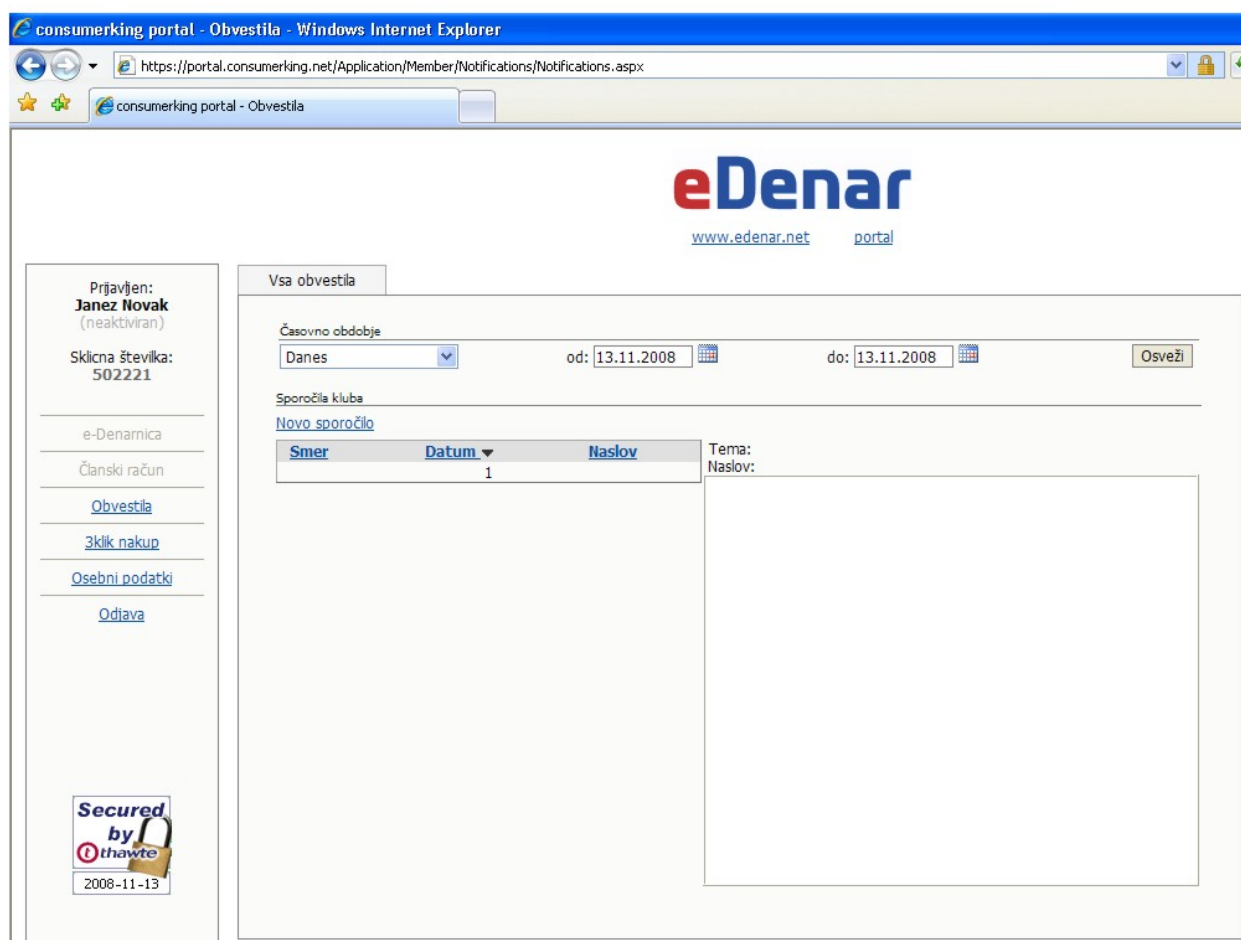 consumerking portal - Obvestila - Windows Internet Explorer
https://portal.consumerking.net/Application/Member/Notifications/Notifications.aspx
consumerking portal - Obvestila
eDenar
www.edenar.net portal
Prijavljen:
Janez Novak
(neaktiviran)
Sklicna številka:
502221
e-Denarnica
Članski račun
Obvestila
3klik nakup
Osebni podatki
Odjava
Secured
by
thawte
2008-11-13
Vsa obvestila
Časovno obdobje
Danes od: 13.11.2008 do: 13.11.2008 Osveži
Sporočila kluba
Novo sporočilo
Smer Datum Naslov
1
Tema:
Naslov: